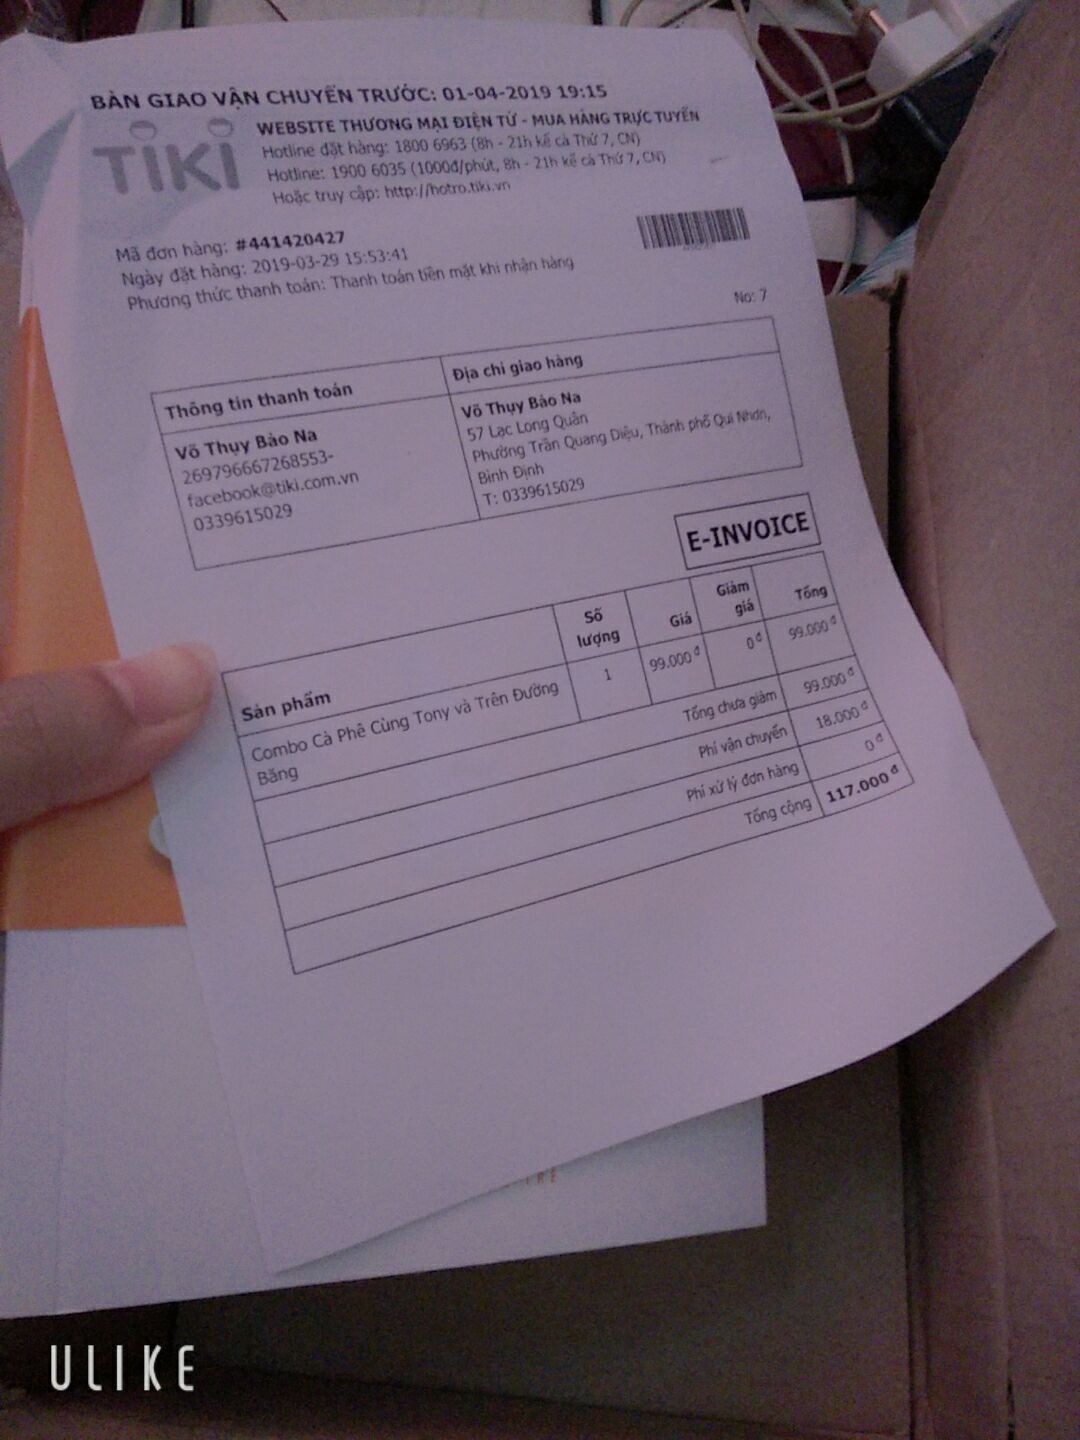 BÀN GIAO VẬN CHUYỂN TRƯỚC: 01-04-2019 19:15
TIKI
WEBSITE THƯƠNG MẠI ĐIỆN TỬ - MUA HÀNG TRỰC TUYẾN
Hotline đặt hàng: 1800 6963 (8h - 21h kể cả Thứ 7, CN)
Hotline: 1900 6035 (1000đ/phút, 8h - 21h kể cả Thứ 7, CN)
Hoặc truy cập: http://hotro.tiki.vn
Mã đơn hàng: #441420427
Ngày đặt hàng: 2019-03-29 15:53:41
Phương thức thanh toán: Thanh toán tiền mặt khi nhận hàng
No: 7
Thông tin thanh toán
Võ Thụy Bảo Na
269796667268553-
facebook@tiki.com.vn
0339615029
Địa chỉ giao hàng
Võ Thụy Bảo Na
57 Lạc Long Quân
Phường Trần Quang Diệu, Thành phố Qui Nhơn,
Bình Định
T: 0339615029
E-INVOICE
Sản phẩm Số lượng Giá Giảm giá Tổng
Combo Cà Phê Cùng Tony và Trên Đường 1 99.000đ 0đ 99.000đ
Băng
Tổng chưa giảm 99.000đ
Phí vận chuyển 18.000đ
Phí xử lý đơn hàng 0đ
Tổng cộng 117.000đ
ULIKE